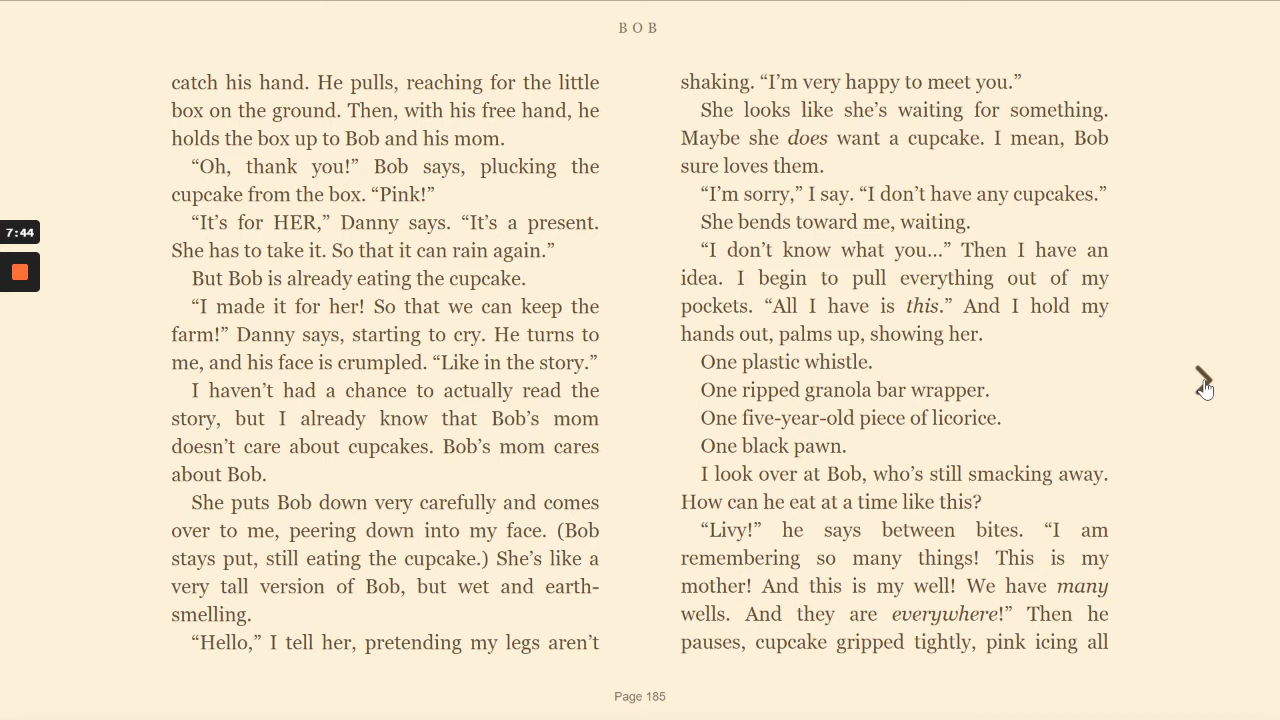 BOB
catch his hand. He pulls, reaching for the little
box on the ground. Then, with his free hand, he
holds the box up to Bob and his mom.
“Oh, thank you!” Bob says, plucking the
cupcake from the box. “Pink!”
“It’s for HER,” Danny says. “It’s a present.
She has to take it. So that it can rain again.”
But Bob is already eating the cupcake.
“I made it for her! So that we can keep the
farm!” Danny says, starting to cry. He turns to
me, and his face is crumpled. “Like in the story.”
I haven’t had a chance to actually read the
story, but I already know that Bob’s mom
doesn’t care about cupcakes. Bob’s mom cares
about Bob.
She puts Bob down very carefully and comes
over to me, peering down into my face. (Bob
stays put, still eating the cupcake.) She’s like a
very tall version of Bob, but wet and earth-
smelling.
“Hello,” I tell her, pretending my legs aren’t
shaking. “I’m very happy to meet you.”
She looks like she’s waiting for something.
Maybe she does want a cupcake. I mean, Bob
sure loves them.
“I’m sorry,” I say. “I don’t have any cupcakes.”
She bends toward me, waiting.
“I don’t know what you…” Then I have an
idea. I begin to pull everything out of my
pockets. “All I have is this.” And I hold my
hands out, palms up, showing her.
One plastic whistle.
One ripped granola bar wrapper.
One five-year-old piece of licorice.
One black pawn.
I look over at Bob, who’s still smacking away.
How can he eat at a time like this?
“Livy!” he says between bites. “I am
remembering so many things! This is my
mother! And this is my well! We have many
wells. And they are everywhere!” Then he
pauses, cupcake gripped tightly, pink icing all
7:44
Page 185